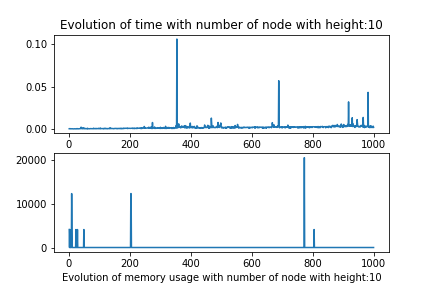 Evolution of time with number of node with height:10
0.10
0.05
0.00
0 200 400 600 800 1000
20000
10000
0
0 200 400 600 800 1000
Evolution of memory usage with number of node with height:10